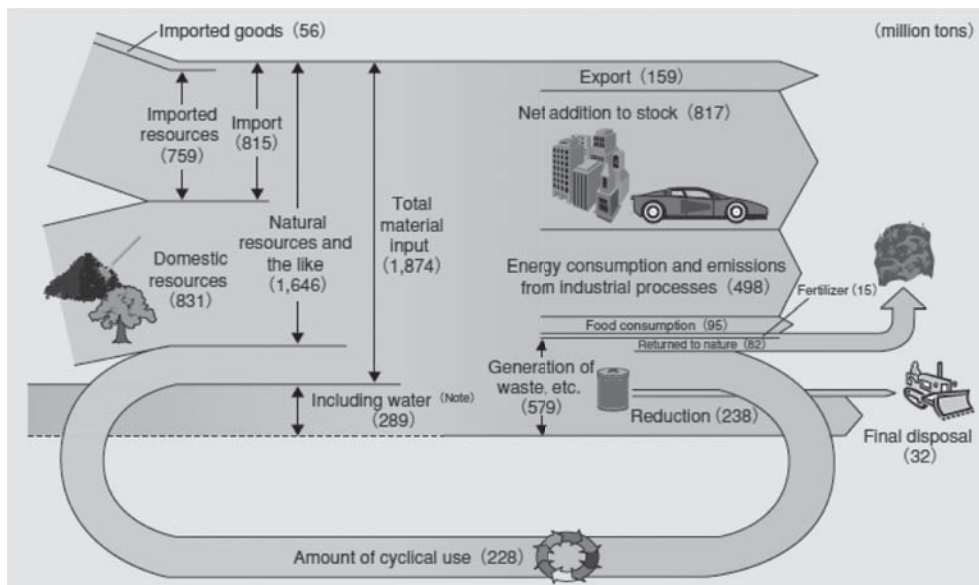 Imported goods (56)
(million tons)
Imported
resources
(759)
Import
(815)
Domestic
resources
(831)
Natural
resources and
the like
(1,646)
Total
material
input
(1,874)
Including water (Note)
(289)
Export (159)
Net addition to stock (817)
Energy consumption and emissions
from industrial processes (498)
Fertilizer (15)
Food consumption (95)
Returned to nature (82)
Generation of
waste, etc.
(579)
Reduction (238)
Final disposal
(32)
Amount of cyclical use (228)